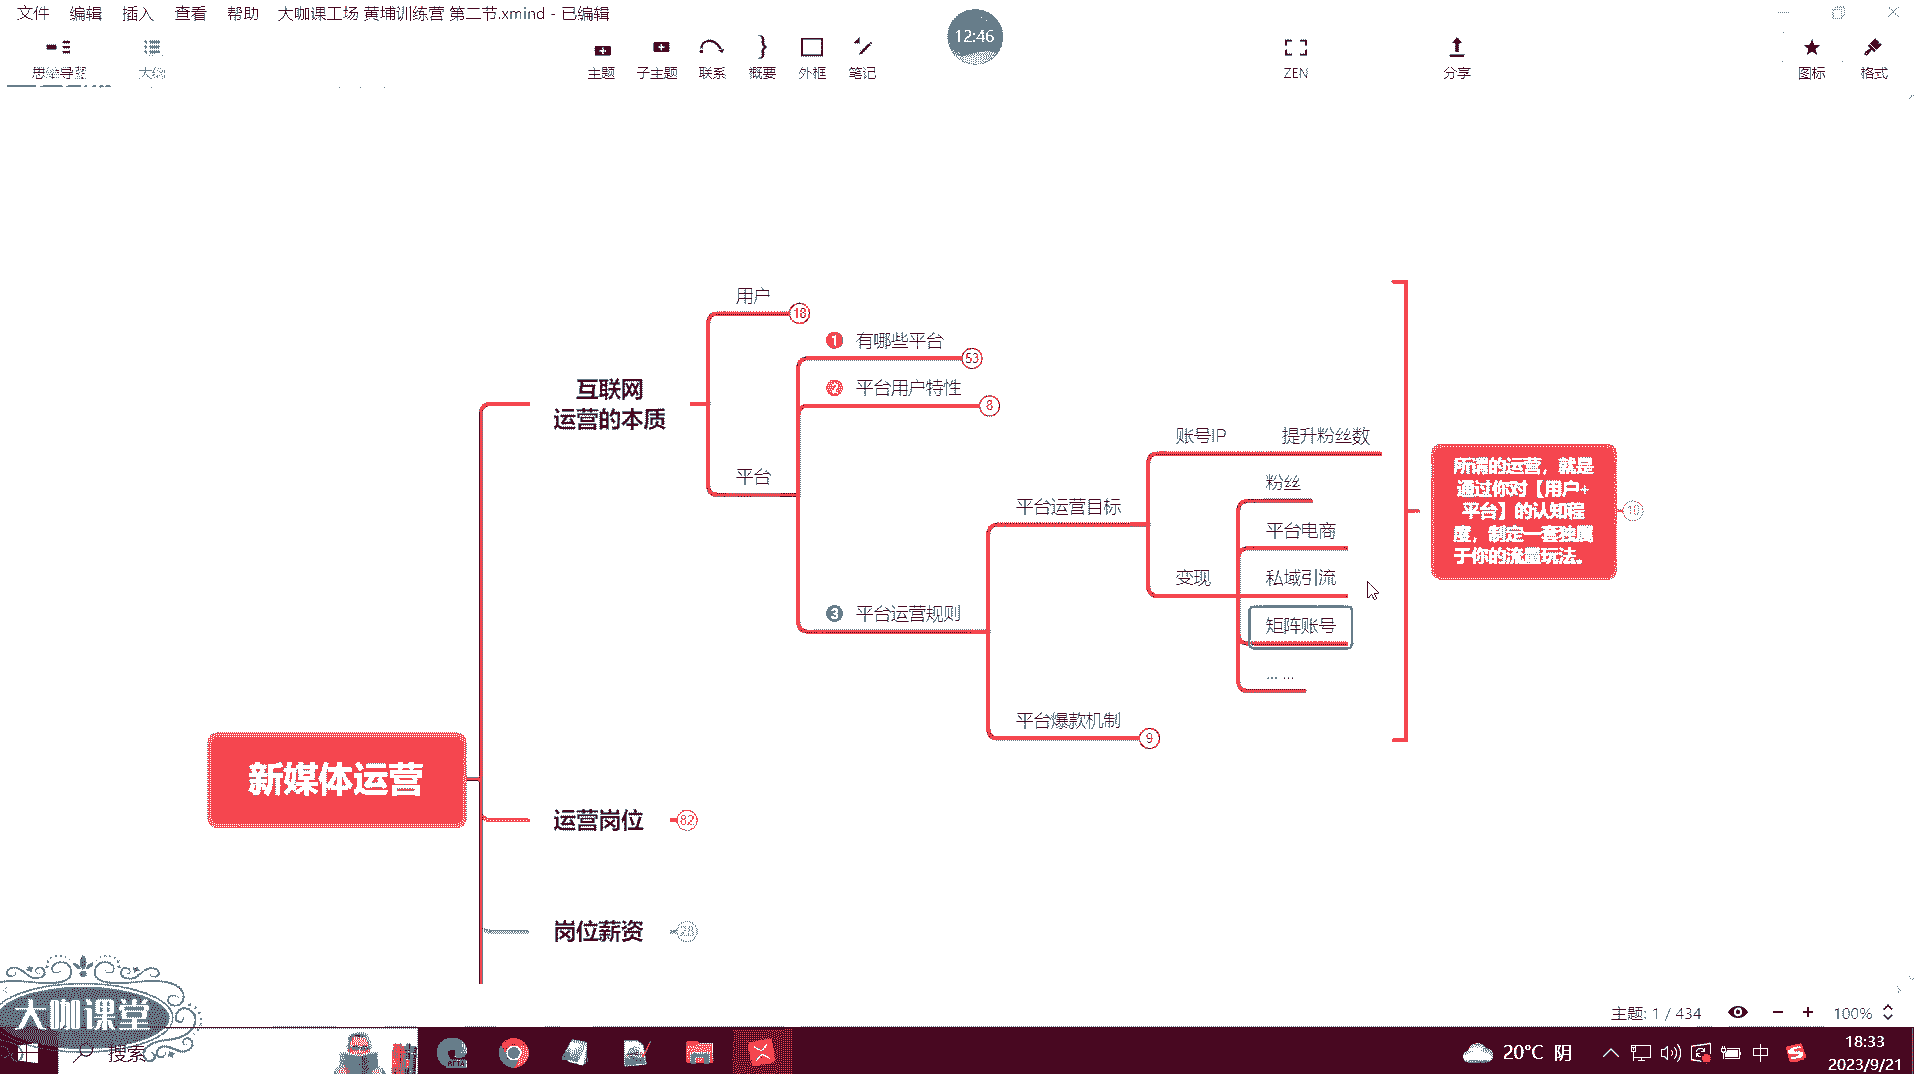 文件 编辑 插入 查看 帮助 大咖课工场 黄埔训练营 第二节.xmind - 已编辑
12:46
思维导图 大纲 主题 子主题 联系 概要 外框 笔记 ZEN 分享 图标 格式
用户 18
1 有哪些平台 53
2 平台用户特性 8
互联网
运营的本质
平台
账号IP 提升粉丝数
粉丝
平台运营目标
平台电商
变现
私域引流
3 平台运营规则
矩阵账号
... ...
平台爆款机制 9
所谓的运营，就是
通过你对【用户+
平台】的认知程
度，制定一套独属
于你的流量玩法。
10
新媒体运营
运营岗位 82
岗位薪资 28
大咖课堂
主题: 1 / 434 100%
搜索
20°C 阴
中
18:33
2023/9/21